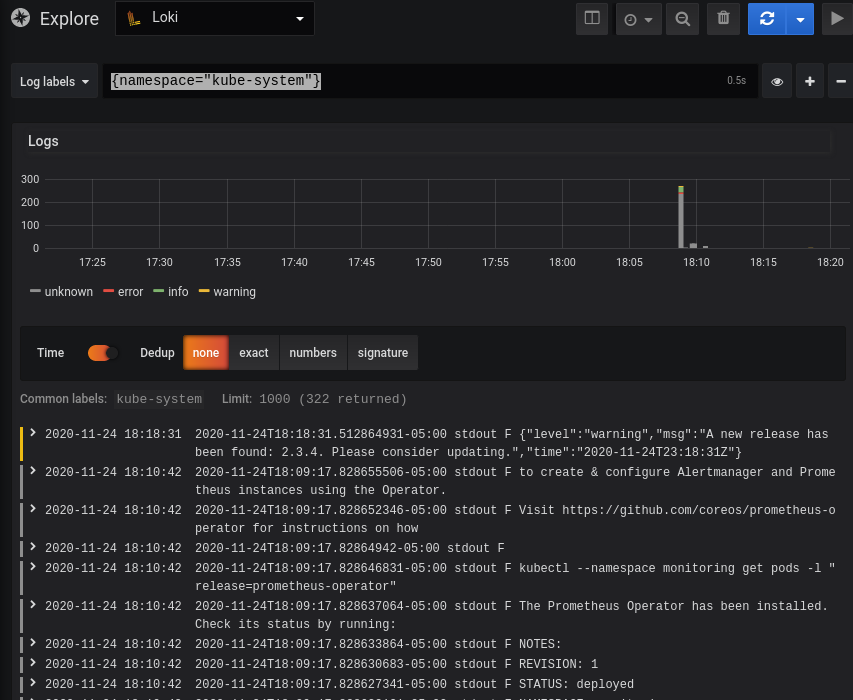 Explore
Loki
Log labels
{namespace="kube-system"}
0.5s
Logs
300
200
100
0
17:25 17:30 17:35 17:40 17:45 17:50 17:55 18:00 18:05 18:10 18:15 18:20
unknown error info warning
Time Dedup none exact numbers signature
Common labels: kube-system Limit: 1000 (322 returned)
2020-11-24 18:18:31 2020-11-24T18:18:31.512864931-05:00 stdout F {"level":"warning","msg":"A new release has
been found: 2.3.4. Please consider updating.","time":"2020-11-24T23:18:31Z"}
2020-11-24 18:10:42 2020-11-24T18:09:17.828655506-05:00 stdout F to create & configure Alertmanager and Prome
theus instances using the Operator.
2020-11-24 18:10:42 2020-11-24T18:09:17.828652346-05:00 stdout F Visit https://github.com/coreos/prometheus-o
perator for instructions on how
2020-11-24 18:10:42 2020-11-24T18:09:17.82864942-05:00 stdout F
2020-11-24 18:10:42 2020-11-24T18:09:17.828646831-05:00 stdout F kubectl --namespace monitoring get pods -l "
release=prometheus-operator"
2020-11-24 18:10:42 2020-11-24T18:09:17.828637064-05:00 stdout F The Prometheus Operator has been installed.
Check its status by running:
2020-11-24 18:10:42 2020-11-24T18:09:17.828633864-05:00 stdout F NOTES:
2020-11-24 18:10:42 2020-11-24T18:09:17.828630683-05:00 stdout F REVISION: 1
2020-11-24 18:10:42 2020-11-24T18:09:17.828627341-05:00 stdout F STATUS: deployed